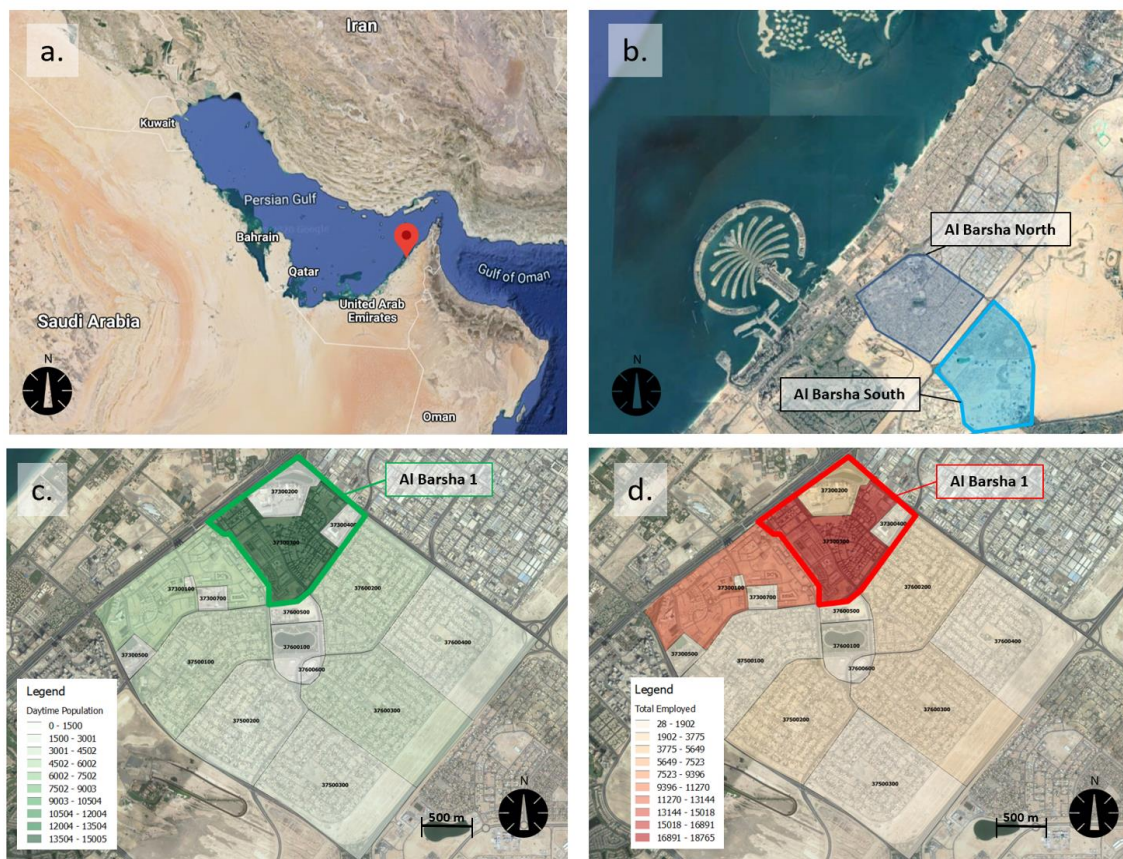 a.
Iran
Kuwait
Persian Gulf
Bahrain
Qatar
Gulf of Oman
United Arab
Emirates
Saudi Arabia
Oman
N
b.
Al Barsha North
Al Barsha South
N
c.
Al Barsha 1
37300200
37300400
37300300
37300100
37300700
37600200
37600500
37600100
37600400
37300500
37500100
37600600
37500200
37600300
37500300
Legend
Daytime Population
0 - 1500
1500 - 3001
3001 - 4502
4502 - 6002
6002 - 7502
7502 - 9003
9003 - 10504
10504 - 12004
12004 - 13504
13504 - 15005
N
500 m
d.
Al Barsha 1
37300200
37300400
37300300
37300100
37300700
37600200
37600500
37600100
37600400
37300500
37500100
37600600
37500200
37600300
37500300
Legend
Total Employed
28 - 1902
1902 - 3775
3775 - 5649
5649 - 7523
7523 - 9396
9396 - 11270
11270 - 13144
13144 - 15018
15018 - 16891
16891 - 18765
N
500 m